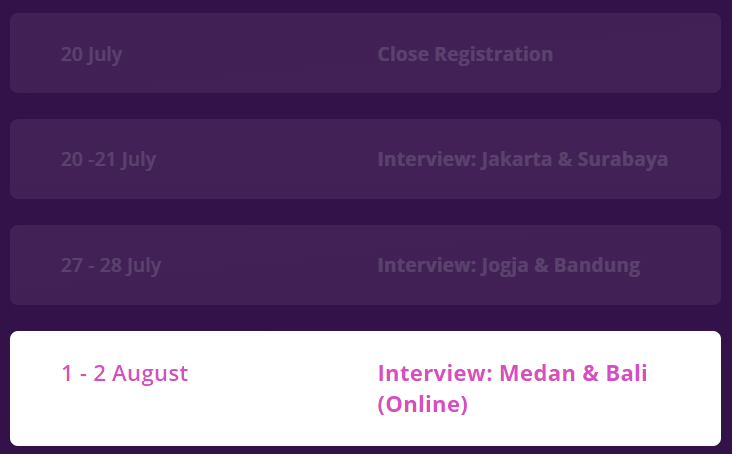 20 July Close Registration
20 -21 July Interview: Jakarta & Surabaya
27 - 28 July Interview: Jogja & Bandung
1 - 2 August Interview: Medan & Bali
(Online)